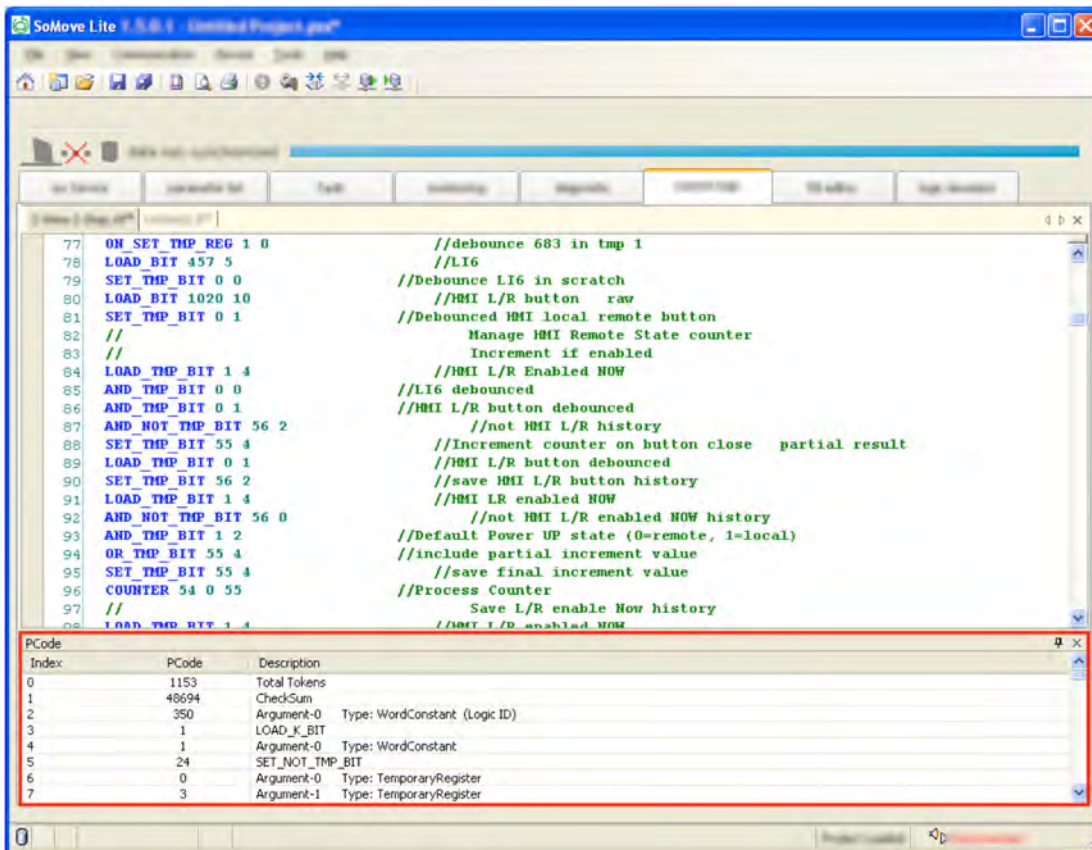 SoMove Lite
77 ON_SET_TMP_REG 1 0 //debounce 683 in tmp 1
78 LOAD_BIT 457 5 //LI6
79 SET_TMP_BIT 0 0 //Debounce LI6 in scratch
80 LOAD_BIT 1020 10 //HMI L/R button raw
81 SET_TMP_BIT 0 1 //Debounced HMI local remote button
82 // Manage HMI Remote State counter
83 // Increment if enabled
84 LOAD_TMP_BIT 1 4 //HMI L/R Enabled NOW
85 AND_TMP_BIT 0 0 //LI6 debounced
86 AND_TMP_BIT 0 1 //HMI L/R button debounced
87 AND_NOT_TMP_BIT 56 2 //not HMI L/R history
88 SET_TMP_BIT 55 4 //Increment counter on button close partial result
89 LOAD_TMP_BIT 0 1 //HMI L/R button debounced
90 SET_TMP_BIT 56 2 //save HMI L/R button history
91 LOAD_TMP_BIT 1 4 //HMI LR enabled NOW
92 AND_NOT_TMP_BIT 56 0 //not HMI L/R enabled NOW history
93 AND_TMP_BIT 1 2 //Default Power UP state (0=remote, 1=local)
94 OR_TMP_BIT 55 4 //include partial increment value
95 SET_TMP_BIT 55 4 //save final increment value
96 COUNTER 54 0 55 //Process Counter
97 // Save L/R enable Now history
98 LOAD_TMP_BIT 1 4 //HMI L/R enabled NOW
PCode
Index PCode Description
0 1153 Total Tokens
1 48694 CheckSum
2 350 Argument-0 Type: WordConstant (Logic ID)
3 1 LOAD_K_BIT
4 1 Argument-0 Type: WordConstant
5 24 SET_NOT_TMP_BIT
6 0 Argument-0 Type: TemporaryRegister
7 3 Argument-1 Type: TemporaryRegister